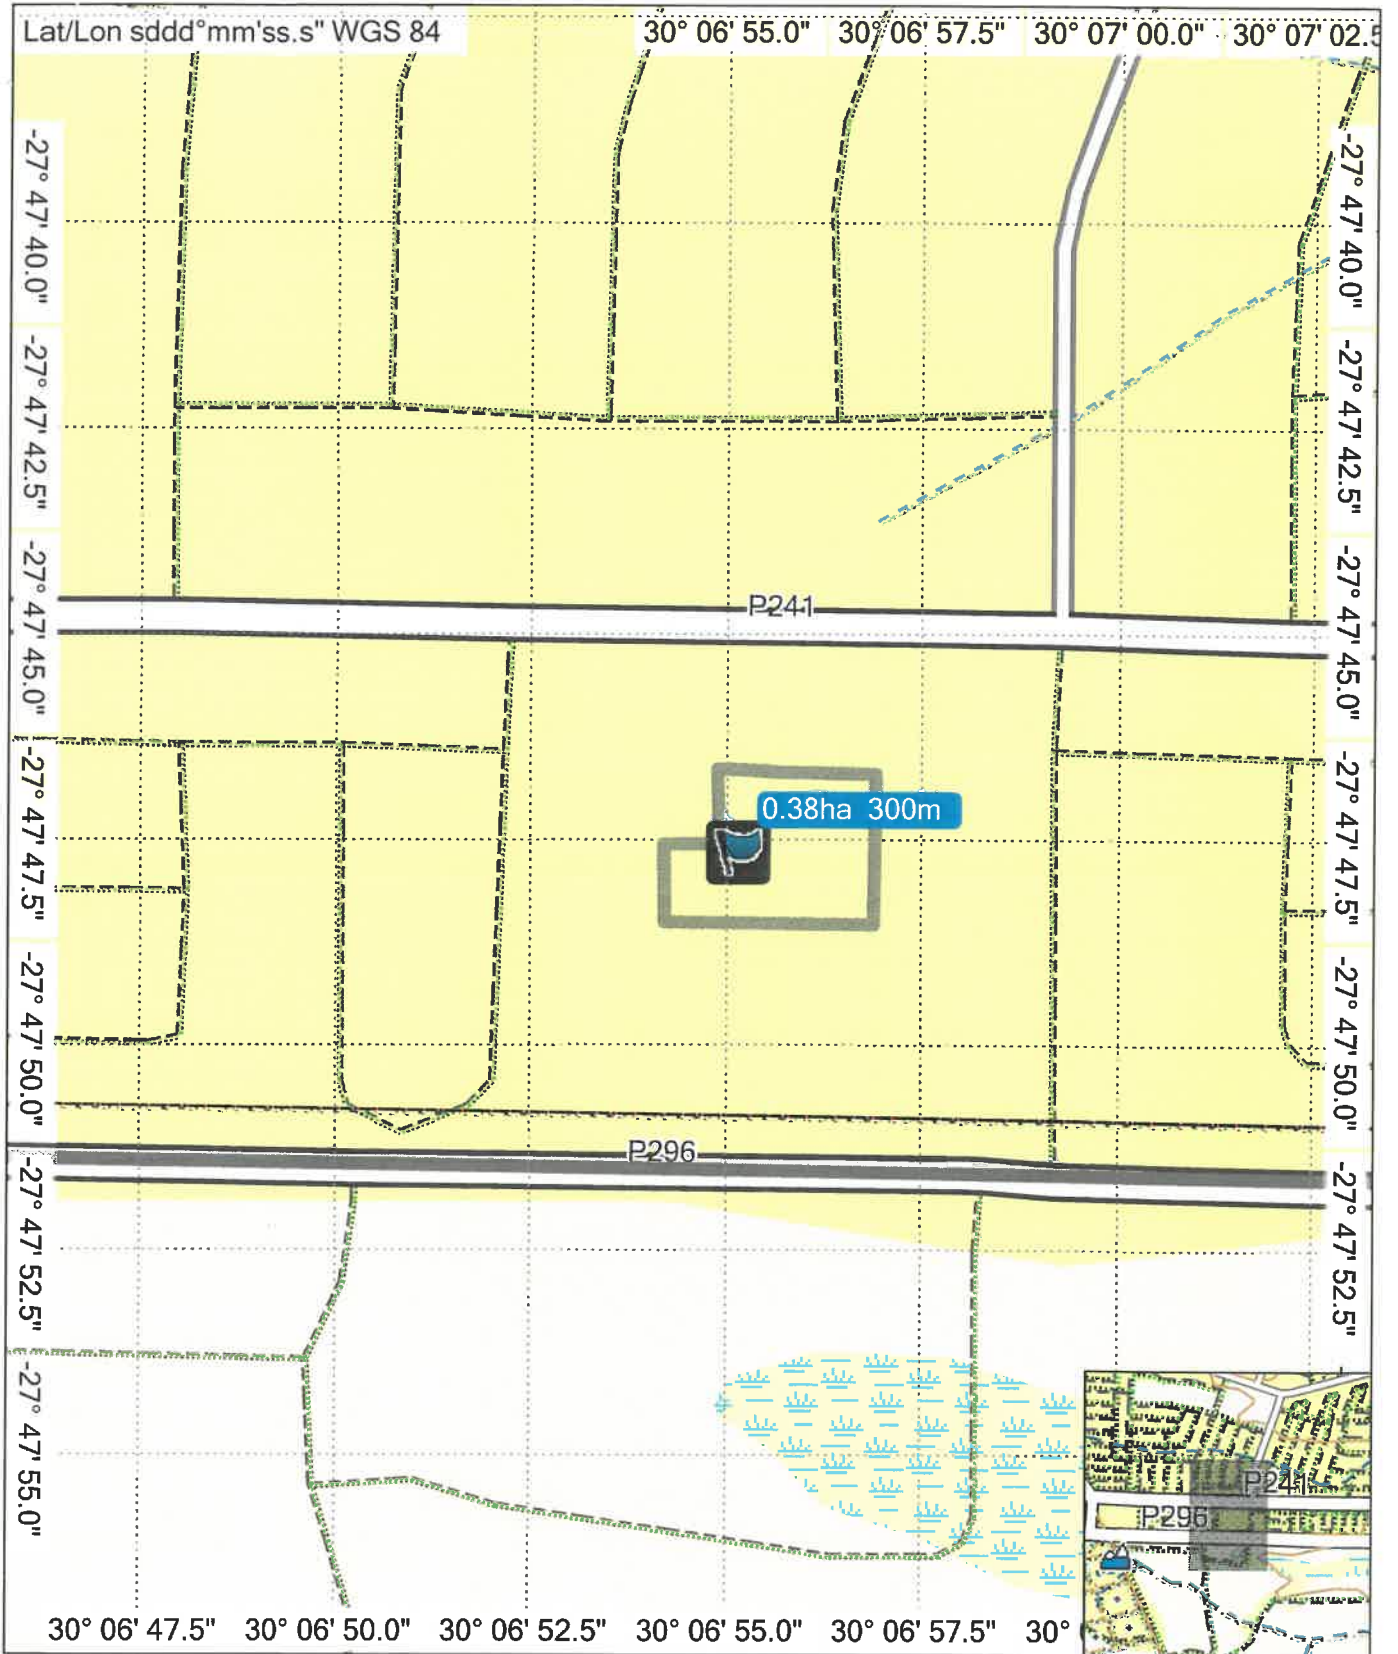 Lat/Lon sddd°mm'ss.s" WGS 84
30° 06' 55.0" 30° 06' 57.5" 30° 07' 00.0" 30° 07' 02.5
-27° 47' 40.0"
-27° 47' 42.5"
-27° 47' 45.0"
-27° 47' 47.5"
-27° 47' 50.0"
-27° 47' 52.5"
-27° 47' 55.0"
-27° 47' 40.0"
-27° 47' 42.5"
-27° 47' 45.0"
-27° 47' 47.5"
-27° 47' 50.0"
-27° 47' 52.5"
P241
0.38ha 300m
P296
P241
P296
30° 06' 47.5" 30° 06' 50.0" 30° 06' 52.5" 30° 06' 55.0" 30° 06' 57.5" 30°